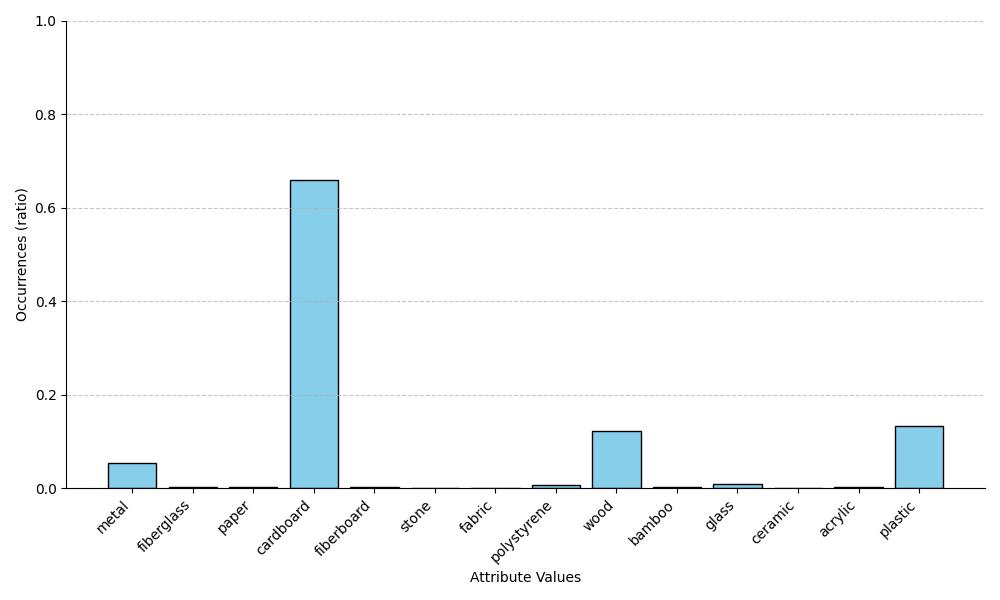 1.0
0.8
0.6
0.4
0.2
0.0
Occurrences (ratio)
metal
fiberglass
paper
cardboard
fiberboard
stone
fabric
polystyrene
wood
bamboo
glass
ceramic
acrylic
plastic
Attribute Values